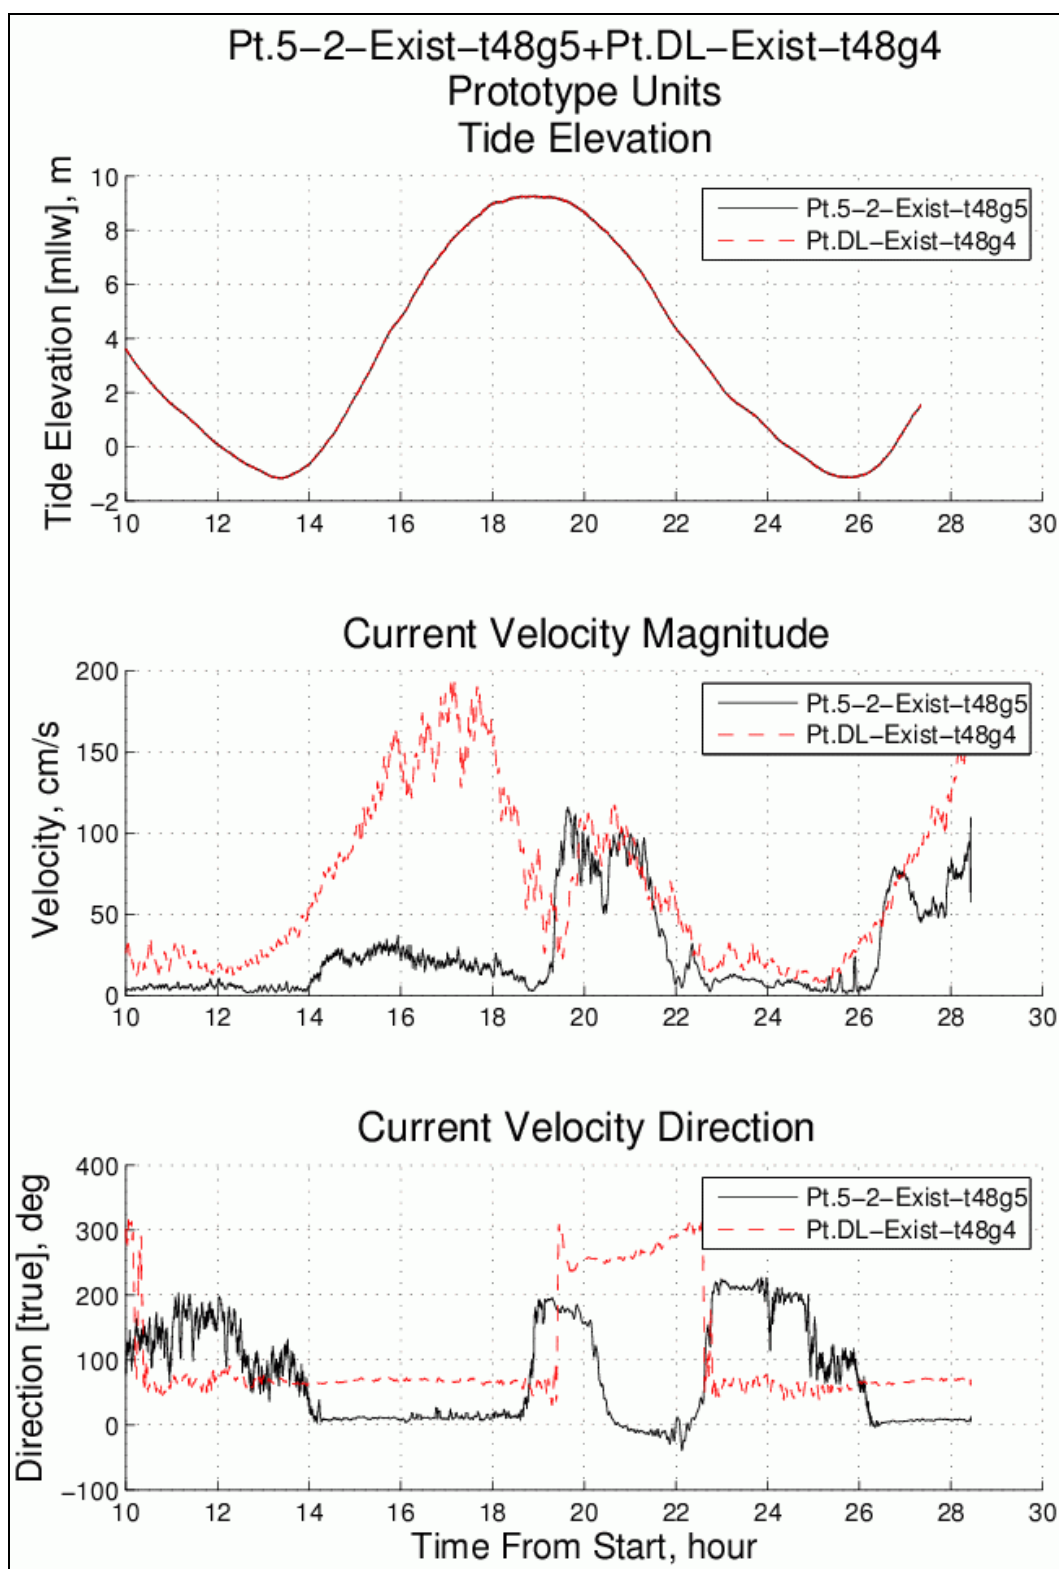 Pt.5−2−Exist−t48g5+Pt.DL−Exist−t48g4
Prototype Units
Tide Elevation
Tide Elevation [mllw], m
10
8
6
4
2
0
−2
Pt.5−2−Exist−t48g5
Pt.DL−Exist−t48g4
10 12 14 16 18 20 22 24 26 28 30
Current Velocity Magnitude
Velocity, cm/s
200
150
100
50
0
Pt.5−2−Exist−t48g5
Pt.DL−Exist−t48g4
10 12 14 16 18 20 22 24 26 28 30
Current Velocity Direction
Direction [true], deg
400
300
200
100
0
−100
Pt.5−2−Exist−t48g5
Pt.DL−Exist−t48g4
10 12 14 16 18 20 22 24 26 28 30
Time From Start, hour